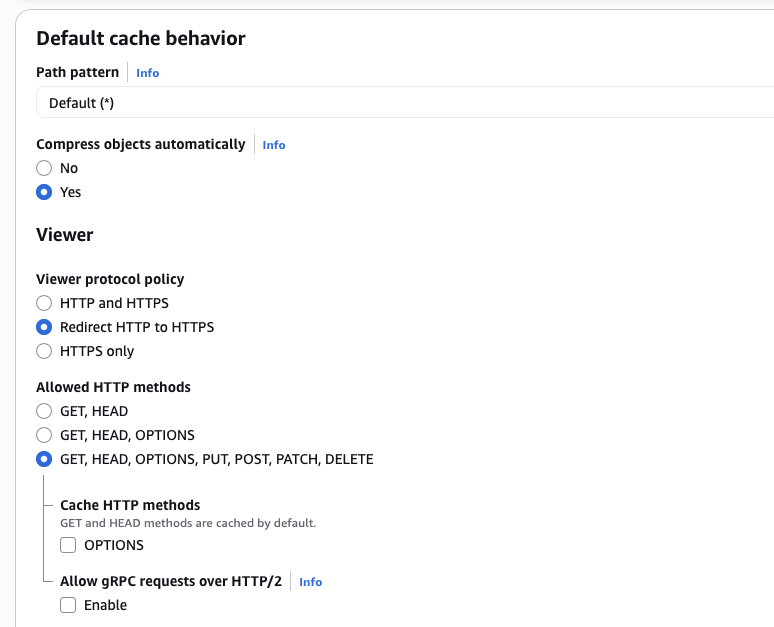 Default cache behavior
Path pattern Info
Default (*)
Compress objects automatically Info
No
Yes
Viewer
Viewer protocol policy
HTTP and HTTPS
Redirect HTTP to HTTPS
HTTPS only
Allowed HTTP methods
GET, HEAD
GET, HEAD, OPTIONS
GET, HEAD, OPTIONS, PUT, POST, PATCH, DELETE
Cache HTTP methods
GET and HEAD methods are cached by default.
OPTIONS
Allow gRPC requests over HTTP/2 Info
Enable